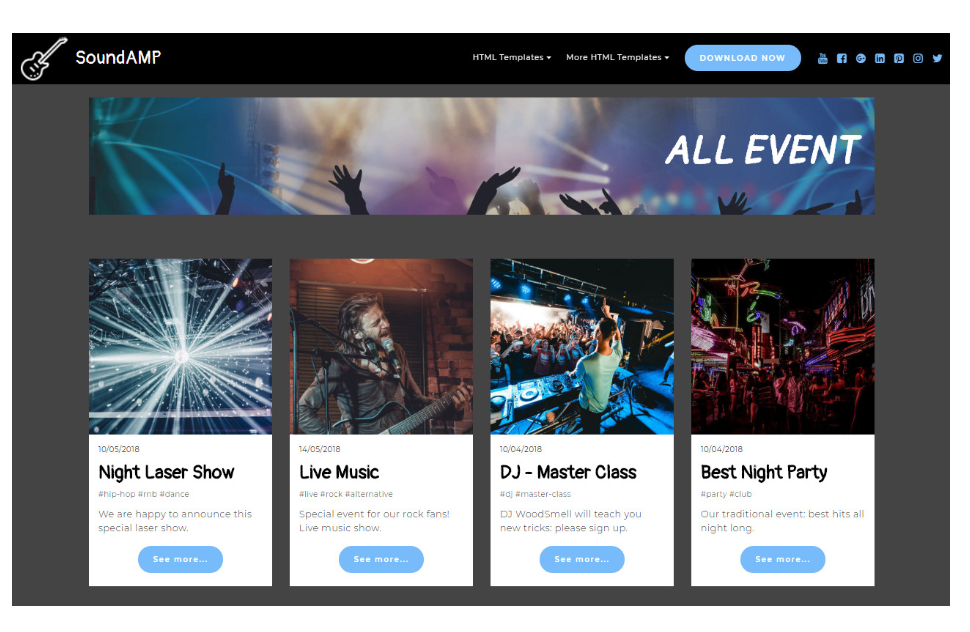 SoundAMP
HTML Templates
More HTML Templates
DOWNLOAD NOW
You
Tube
ALL EVENT
10/05/2018
Night Laser Show
#hip-hop #rnb #dance
We are happy to announce this
special laser show.
See more...
14/05/2018
Live Music
#live #rock #alternative
Special event for our rock fans!
Live music show.
See more...
10/04/2018
DJ - Master Class
#dj #master-class
DJ WoodSmell will teach you
new tricks: please sign up.
See more...
10/04/2018
Best Night Party
#party #club
Our traditional event: best hits all
night long.
See more...